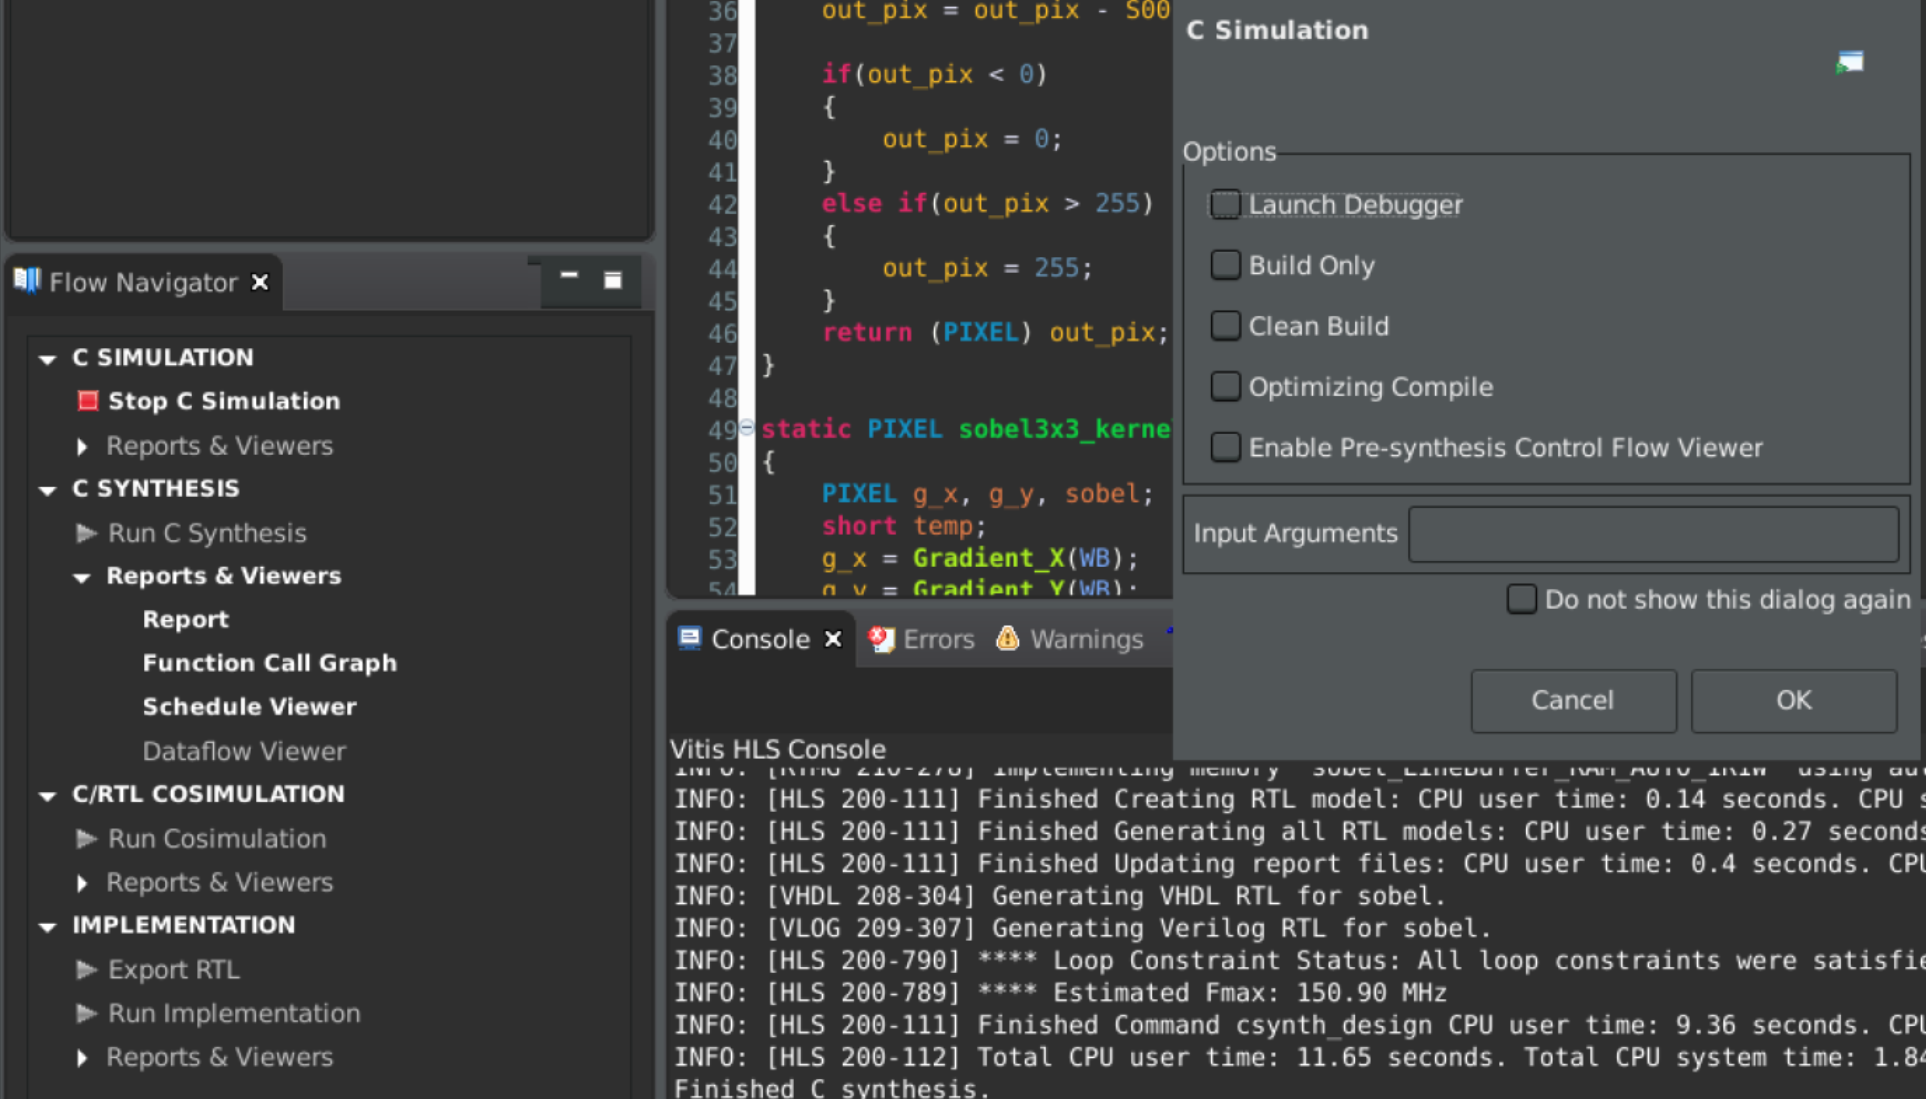 Flow Navigator
C SIMULATION
Stop C Simulation
Reports & Viewers
C SYNTHESIS
Run C Synthesis
Reports & Viewers
Report
Function Call Graph
Schedule Viewer
Dataflow Viewer
C/RTL COSIMULATION
Run Cosimulation
Reports & Viewers
IMPLEMENTATION
Export RTL
Run Implementation
Reports & Viewers
36 out_pix = out_pix - S00
37
38 if(out_pix < 0)
39 {
40 out_pix = 0;
41 }
42 else if(out_pix > 255)
43 {
44 out_pix = 255;
45 }
46 return (PIXEL) out_pix;
47 }
48
49 static PIXEL sobel3x3_kerne
50 {
51 PIXEL g_x, g_y, sobel;
52 short temp;
53 g_x = Gradient_X(WB);
54 g_y = Gradient_Y(WB);
C Simulation
Options
Launch Debugger
Build Only
Clean Build
Optimizing Compile
Enable Pre-synthesis Control Flow Viewer
Input Arguments
Do not show this dialog again
Cancel OK
Console Errors Warnings
Vitis HLS Console
INFO: [RTMG 210-278] Implementing memory 'sobel_LineBuffer_RAM_AUTO_1R1W' using au
INFO: [HLS 200-111] Finished Creating RTL model: CPU user time: 0.14 seconds. CPU s
INFO: [HLS 200-111] Finished Generating all RTL models: CPU user time: 0.27 seconds
INFO: [HLS 200-111] Finished Updating report files: CPU user time: 0.4 seconds. CPU
INFO: [VHDL 208-304] Generating VHDL RTL for sobel.
INFO: [VLOG 209-307] Generating Verilog RTL for sobel.
INFO: [HLS 200-790] **** Loop Constraint Status: All loop constraints were satisfie
INFO: [HLS 200-789] **** Estimated Fmax: 150.90 MHz
INFO: [HLS 200-111] Finished Command csynth_design CPU user time: 9.36 seconds. CPU
INFO: [HLS 200-112] Total CPU user time: 11.65 seconds. Total CPU system time: 1.84
Finished C synthesis.